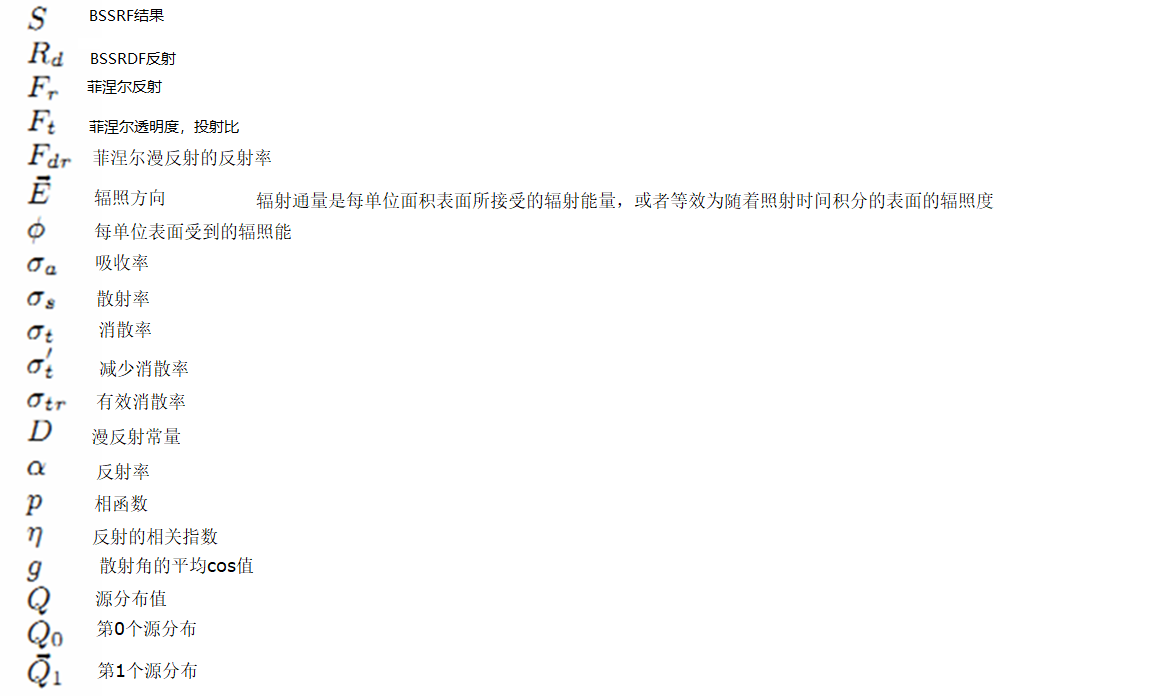 S BSSRF结果
R_d BSSRDF反射
F_r 菲涅尔反射
F_t 菲涅尔透明度，投射比
F_{dr} 菲涅尔漫反射的反射率
\vec{E} 辐照方向 辐射通量是每单位面积表面所接受的辐射能量，或者等效为随着照射时间积分的表面的辐照度
ϕ 每单位表面受到的辐照能
σ_a 吸收率
σ_s 散射率
σ_t 消散率
σ_t' 减少消散率
σ_{tr} 有效消散率
D 漫反射常量
α 反射率
p 相函数
η 反射的相关指数
g 散射角的平均cos值
Q 源分布值
Q_0 第0个源分布
\vec{Q}_1 第1个源分布